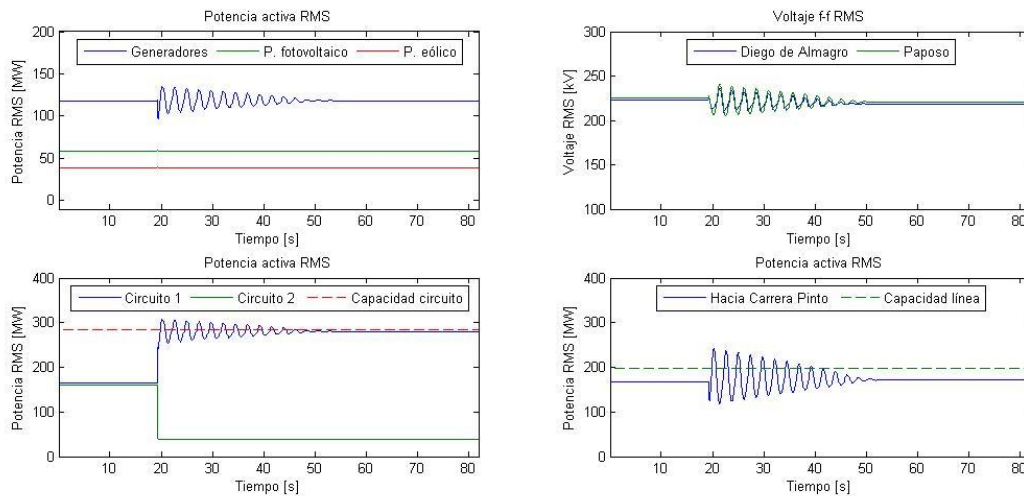 Potencia activa RMS
200
150
100
50
0
Potencia RMS [MW]
Generadores
P. fotovoltaico
P. eólico
10 20 30 40 50 60 70 80
Tiempo [s]
Voltaje f-f RMS
300
250
200
150
100
Voltaje RMS [kV]
Diego de Almagro
Paposo
10 20 30 40 50 60 70 80
Tiempo [s]
Potencia activa RMS
400
300
200
100
0
Potencia RMS [MW]
Circuito 1
Circuito 2
Capacidad circuito
10 20 30 40 50 60 70 80
Tiempo [s]
Potencia activa RMS
400
300
200
100
0
Potencia RMS [MW]
Hacia Carrera Pinto
Capacidad línea
10 20 30 40 50 60 70 80
Tiempo [s]